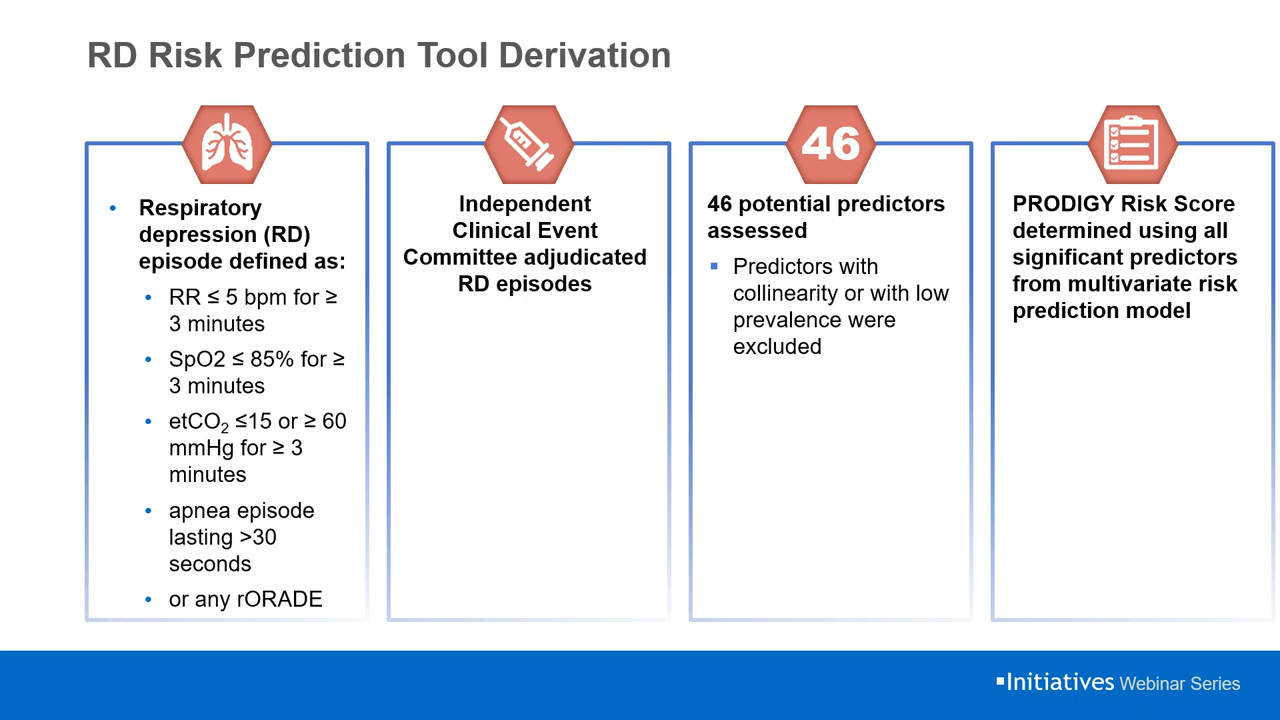 RD Risk Prediction Tool Derivation
• Respiratory
depression (RD)
episode defined as:
• RR ≤ 5 bpm for ≥
3 minutes
• SpO2 ≤ 85% for ≥
3 minutes
• etCO₂ ≤15 or ≥ 60
mmHg for ≥ 3
minutes
• apnea episode
lasting >30
seconds
• or any rORADE
Independent
Clinical Event
Committee adjudicated
RD episodes
46
46 potential predictors
assessed
▪ Predictors with
collinearity or with low
prevalence were
excluded
PRODIGY Risk Score
determined using all
significant predictors
from multivariate risk
prediction model
▪Initiatives Webinar Series